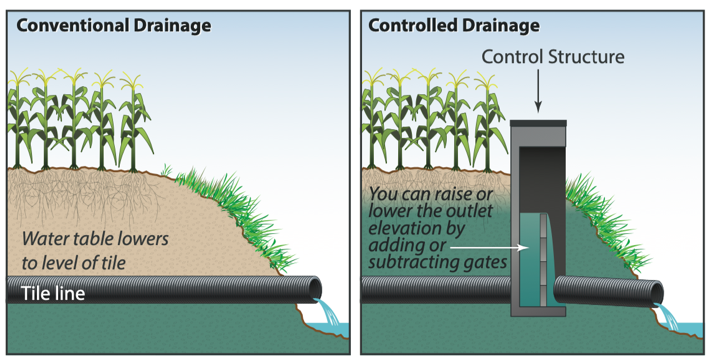 Conventional Drainage
Water table lowers
to level of tile
Tile line
Controlled Drainage
Control Structure
You can raise or
lower the outlet
elevation by
adding or
subtracting gates